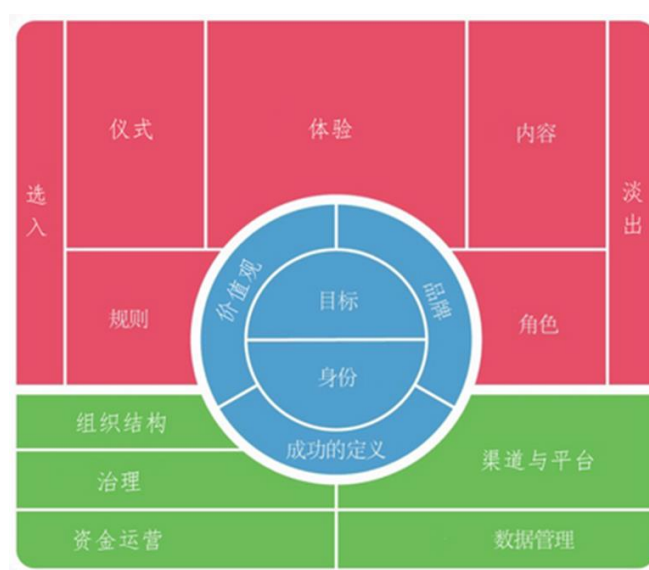 仪式
体验
内容
选入
淡出
价值观
品牌
目标
规则
角色
身份
组织结构
成功的定义
渠道与平台
治理
资金运营
数据管理